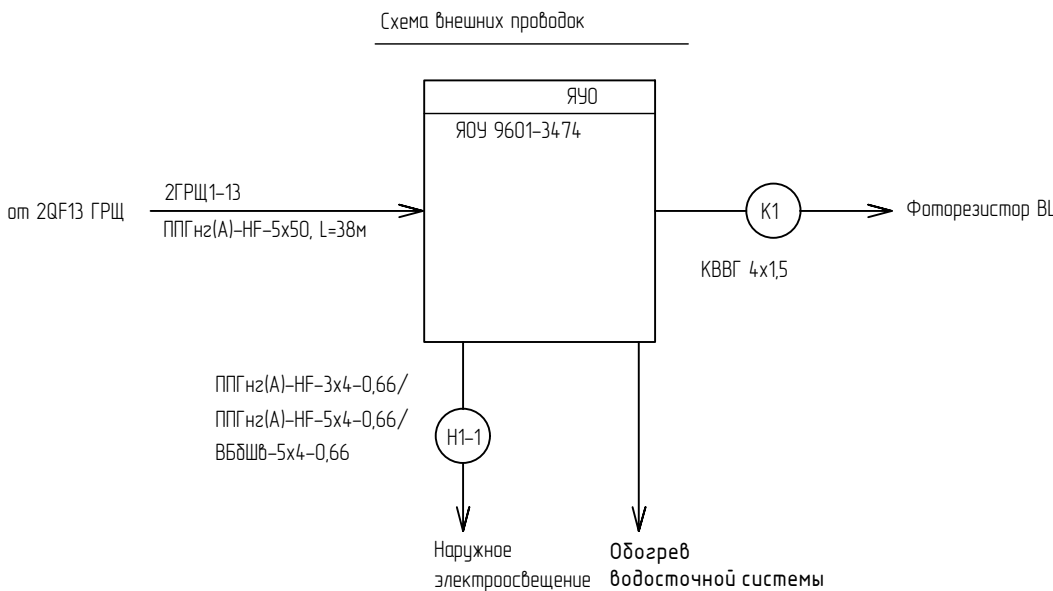 Схема внешних проводок
ЯУО
ЯОУ 9601-3474
от 2QF13 ГРЩ
2ГРЩ1-13
ППГнг(А)-HF-5х50, L=38м
К1
Фоторезистор BL
КВВГ 4х1,5
ППГнг(А)-HF-3х4-0,66/
ППГнг(А)-HF-5х4-0,66/
ВБбШв-5х4-0,66
Н1-1
Наружное
электроосвещение
Обогрев
водосточной системы